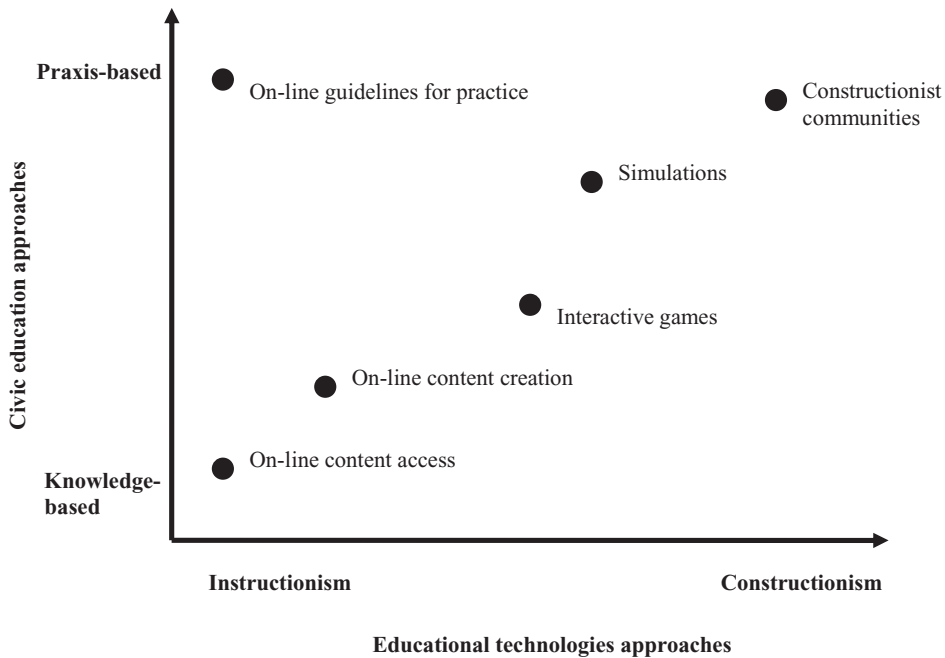 Praxis-based
On-line guidelines for practice
Constructionist
communities
Simulations
Civic education approaches
Interactive games
On-line content creation
On-line content access
Knowledge-
based
Instructionism
Constructionism
Educational technologies approaches